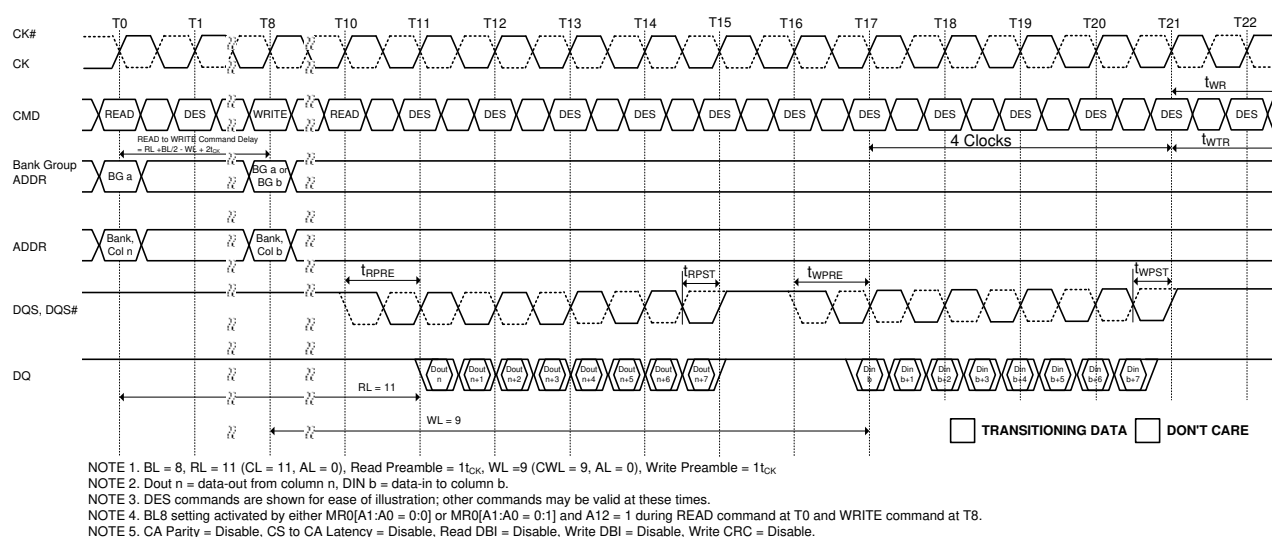 T0 T1 T8 T10 T11 T12 T13 T14 T15 T16 T17 T18 T19 T20 T21 T22
CK#
CK
tWR
CMD READ DES WRITE READ DES DES DES DES DES DES DES DES DES DES DES DES
READ to WRITE Command Delay
= RL +BL/2 - WL + 2tCK
4 Clocks
tWTR
Bank Group
ADDR
BG a
BG a or
BG b
ADDR
Bank,
Col n
Bank,
Col b
tRPRE
tRPST
tWPRE
tWPST
DQS, DQS#
DQ
Dout
n
Dout
n+1
Dout
n+2
Dout
n+3
Dout
n+4
Dout
n+5
Dout
n+6
Dout
n+7
Din
b
Din
b+1
Din
b+2
Din
b+3
Din
b+4
Din
b+5
Din
b+6
Din
b+7
RL = 11
WL = 9
TRANSITIONING DATA
DON'T CARE
NOTE 1. BL = 8, RL = 11 (CL = 11, AL = 0), Read Preamble = 1tCK, WL =9 (CWL = 9, AL = 0), Write Preamble = 1tCK
NOTE 2. Dout n = data-out from column n, DIN b = data-in to column b.
NOTE 3. DES commands are shown for ease of illustration; other commands may be valid at these times.
NOTE 4. BL8 setting activated by either MR0[A1:A0 = 0:0] or MR0[A1:A0 = 0:1] and A12 = 1 during READ command at T0 and WRITE command at T8.
NOTE 5. CA Parity = Disable, CS to CA Latency = Disable, Read DBI = Disable, Write DBI = Disable, Write CRC = Disable.